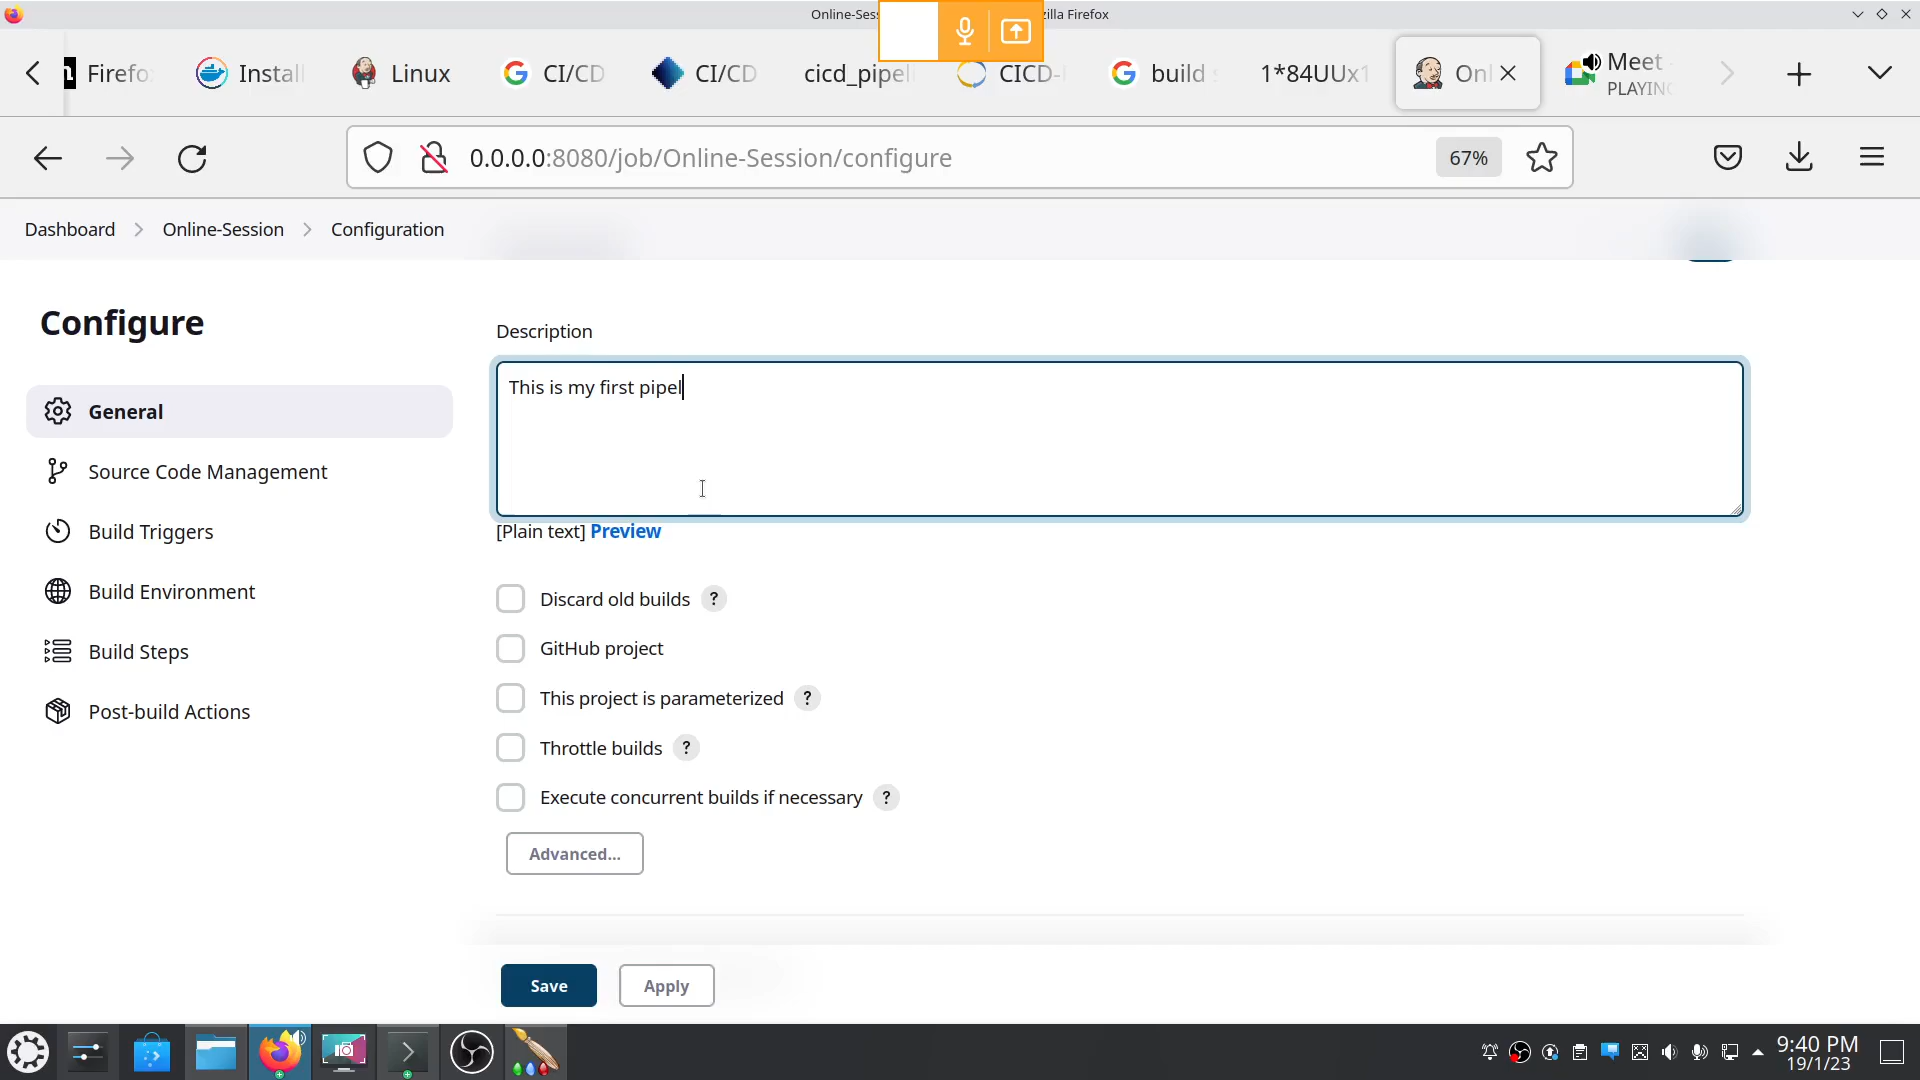 Online-Ses
zilla Firefox
Firefo
Install
Linux
CI/CD
CI/CD
cicd_pipel
CICD-
build
1*84UUx1
Onl
Meet
PLAYING
0.0.0.0:8080/job/Online-Session/configure
67%
Dashboard
Online-Session
Configuration
Configure
General
Source Code Management
Build Triggers
Build Environment
Build Steps
Post-build Actions
Description
This is my first pipel
[Plain text] Preview
Discard old builds ?
GitHub project
This project is parameterized ?
Throttle builds ?
Execute concurrent builds if necessary ?
Advanced...
Save
Apply
9:40 PM
19/1/23